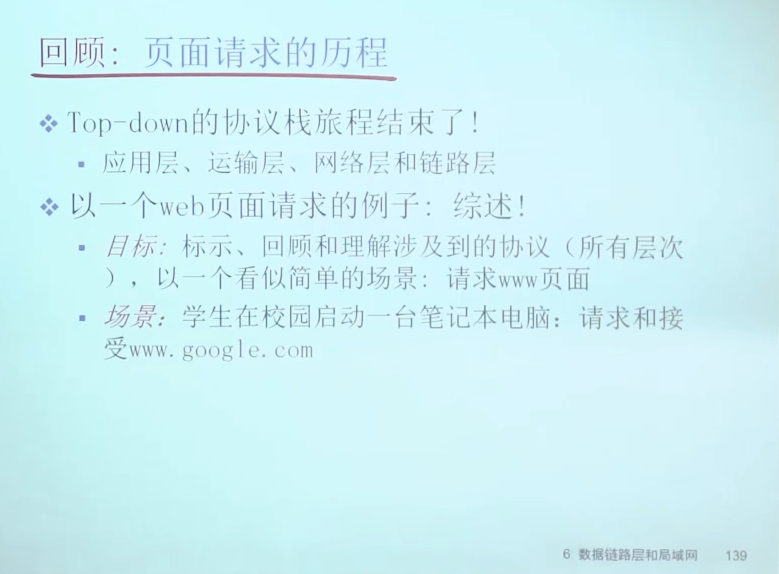 回顾：页面请求的历程
Top-down的协议栈旅程结束了!
应用层、运输层、网络层和链路层
以一个web页面请求的例子: 综述!
目标: 标示、回顾和理解涉及到的协议（所有层次
），以一个看似简单的场景: 请求www页面
场景: 学生在校园启动一台笔记本电脑: 请求和接
受www.google.com
6: 数据链路层和局域网 139